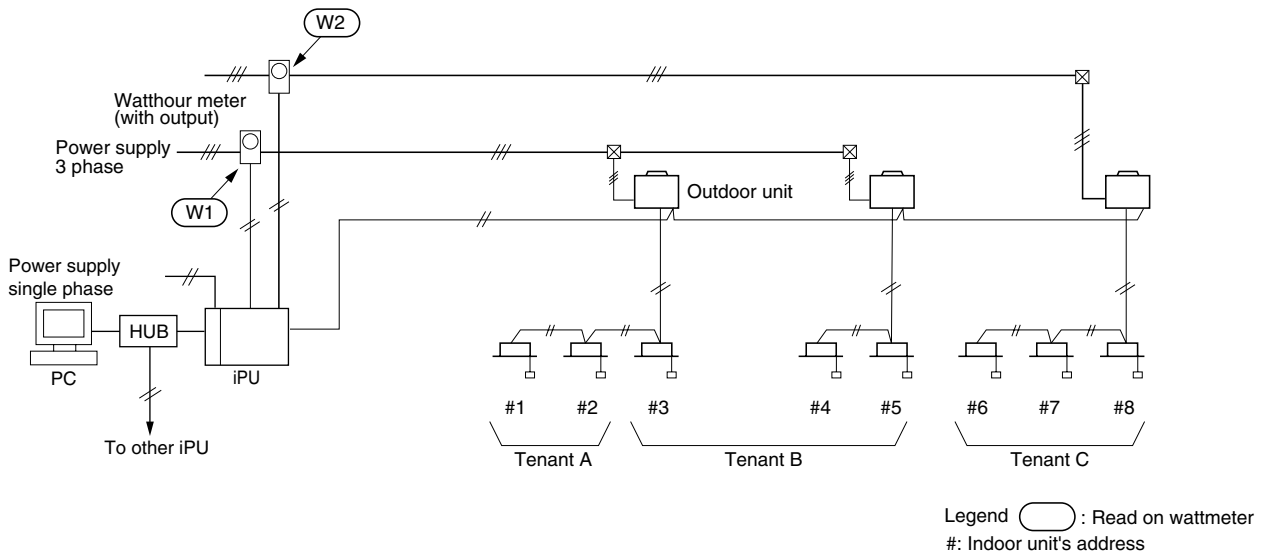 W2
Watthour meter
(with output)
Power supply
3 phase
W1
Outdoor unit
Power supply
single phase
HUB
PC
iPU
To other iPU
#1 #2 #3 #4 #5 #6 #7 #8
Tenant A Tenant B Tenant C
Legend : Read on wattmeter
#: Indoor unit's address